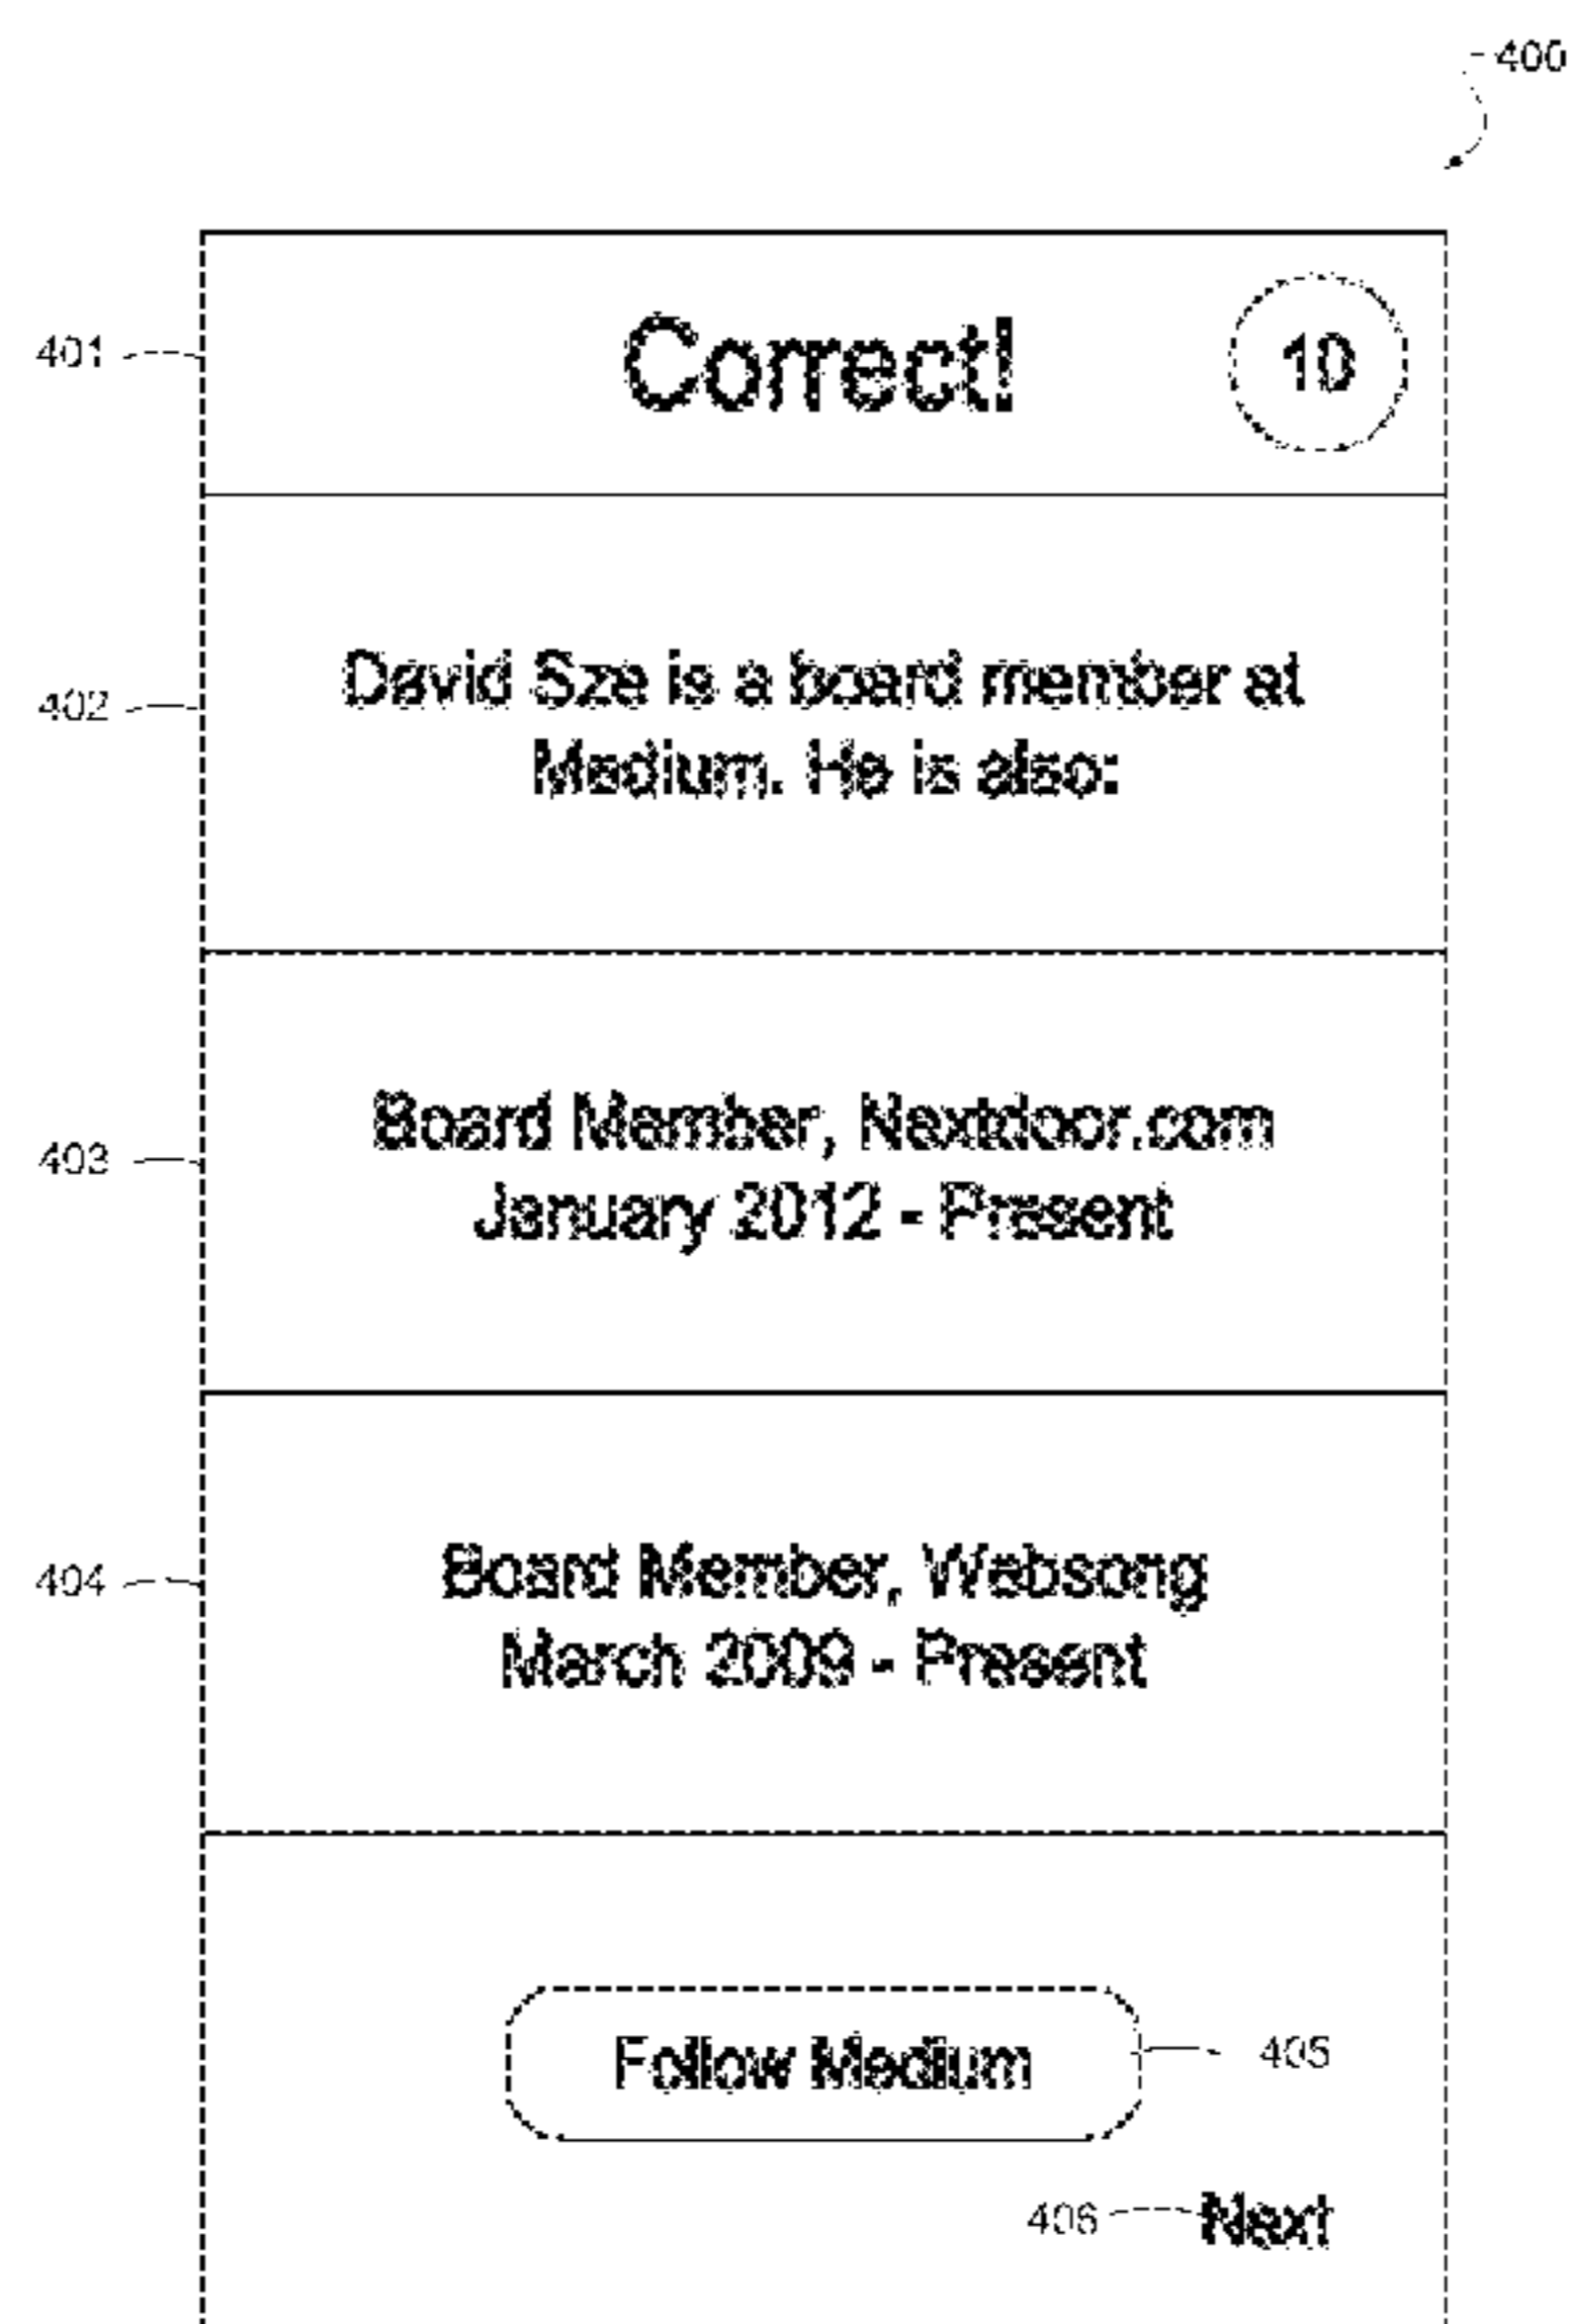 400
401
Correct!
10
402
David Sze is a board member at
Medium. He is also:
403
Board Member, Nextdoor.com
January 2012 - Present
404
Board Member, Websong
March 2009 - Present
Follow Medium
405
406
Next